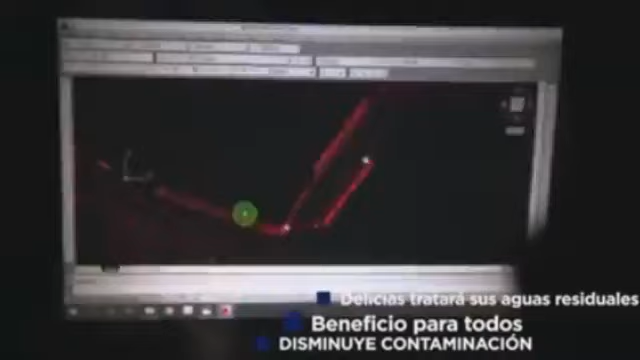 Delicias tratará sus aguas residuales
Beneficio para todos
DISMINUYE CONTAMINACIÓN